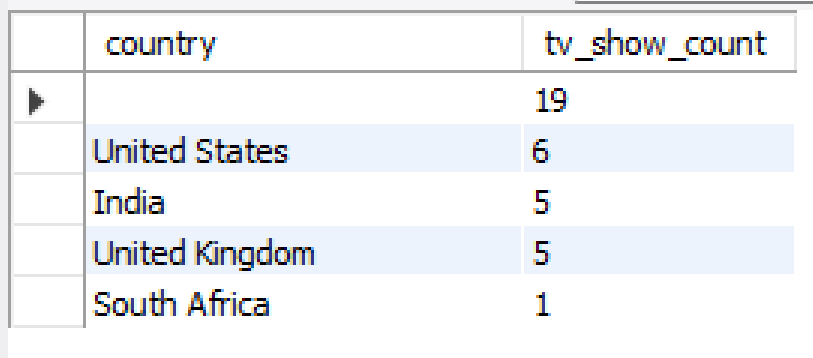 country tv_show_count
19
United States 6
India 5
United Kingdom 5
South Africa 1